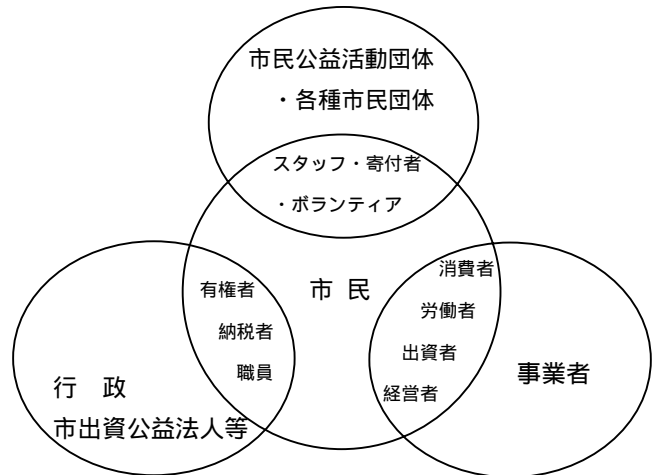 市民公益活動団体
・各種市民団体
スタッフ・寄付者
・ボランティア
市 民
有権者
納税者
職員
消費者
労働者
出資者
経営者
行 政
市出資公益法人等
事業者